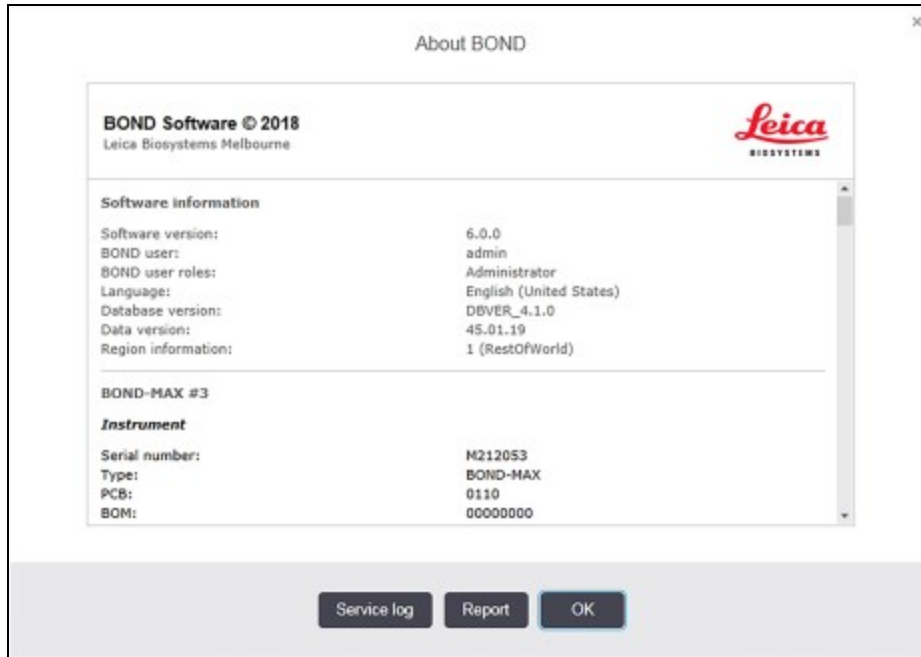 About BOND
BOND Software © 2018
Leica Biosystems Melbourne
Leica
BIOSYSTEMS
Software information
Software version: 6.0.0
BOND user: admin
BOND user roles: Administrator
Language: English (United States)
Database version: DBVER_4.1.0
Data version: 45.01.19
Region information: 1 (RestOfWorld)
BOND-MAX #3
Instrument
Serial number: M212053
Type: BOND-MAX
PCB: 0110
BOM: 00000000
Service log Report OK